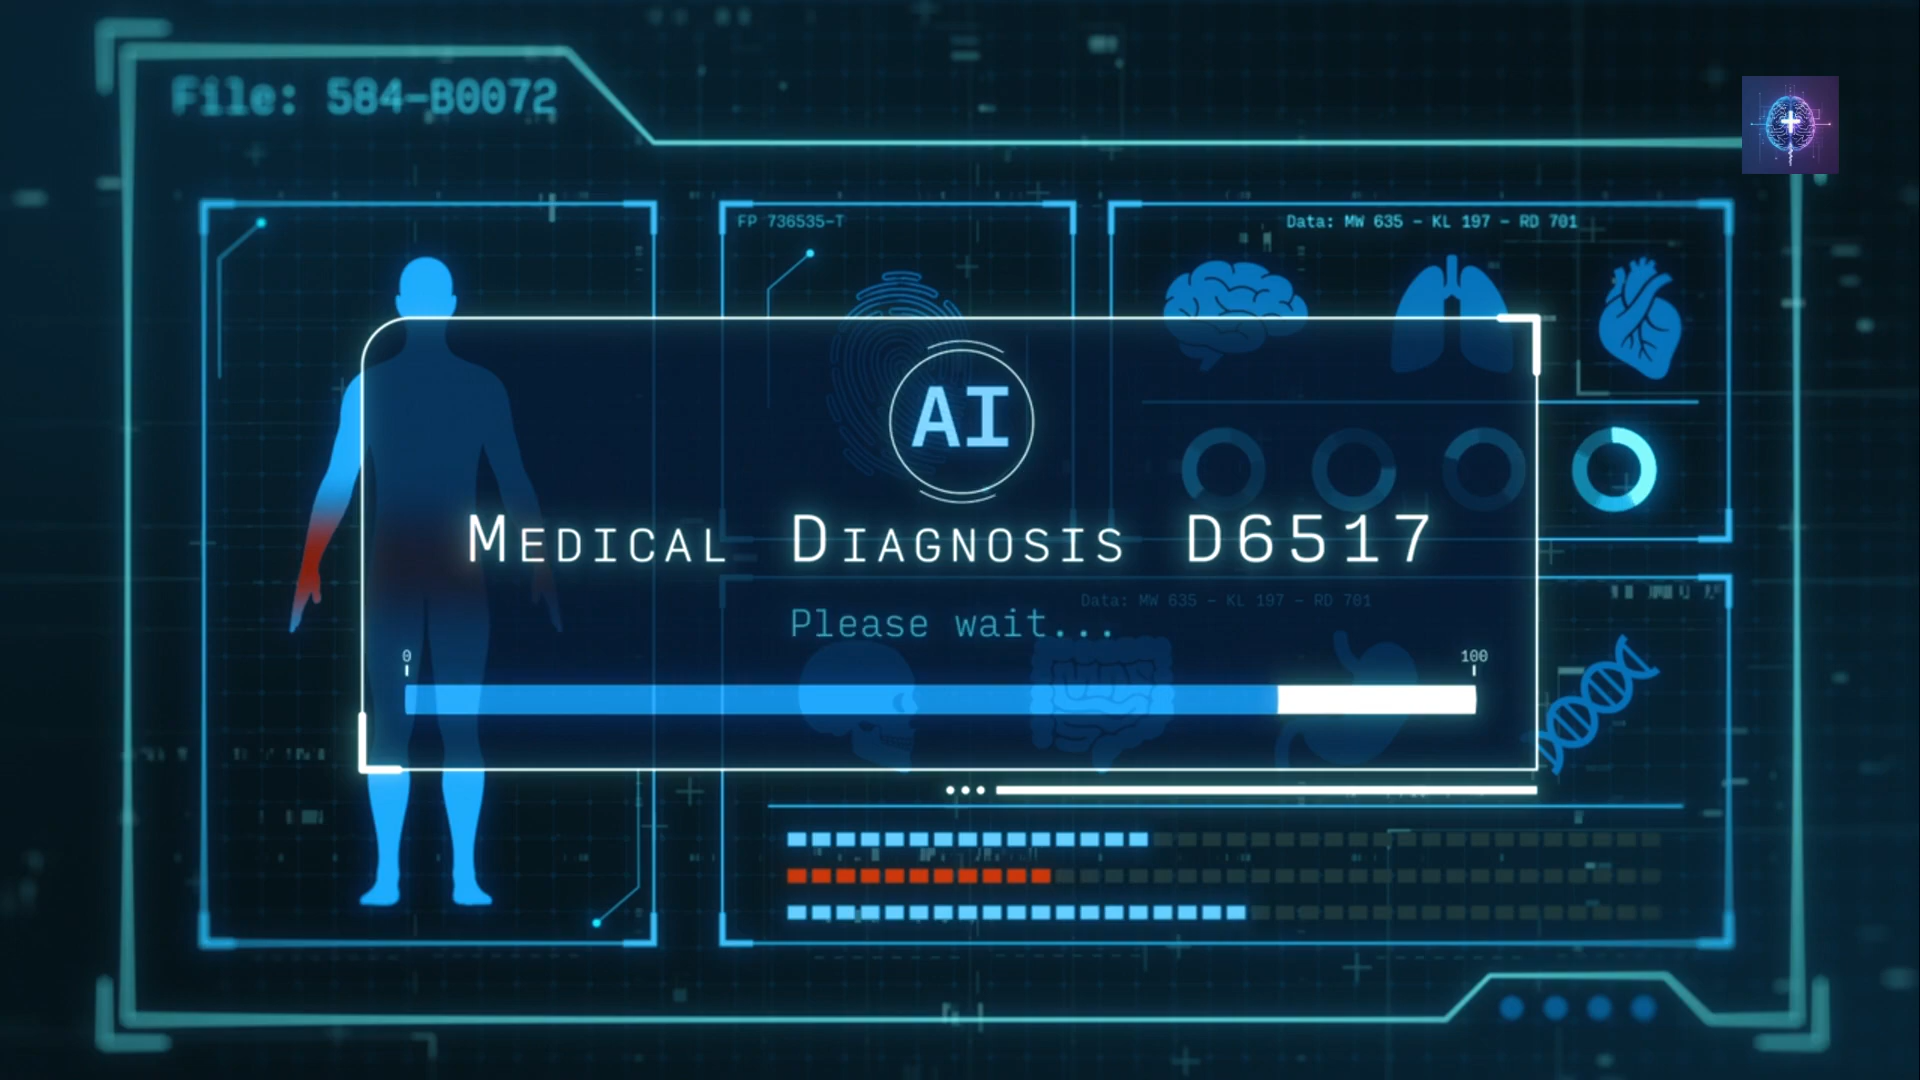 File: 584-B0072
FP 736535-T
Data: MW 635 - KL 197 - RD 701
AI
MEDICAL DIAGNOSIS D6517
Data: MW 635 - KL 197 - RD 701
Please wait...
0
100